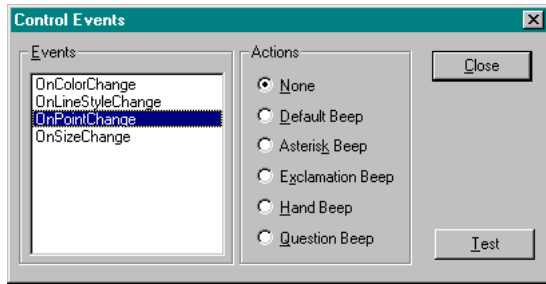 Control Events
Events
OnColorChange
OnLineStyleChange
OnPointChange
OnSizeChange
Actions
None
Default Beep
Asterisk Beep
Exclamation Beep
Hand Beep
Question Beep
Close
Test